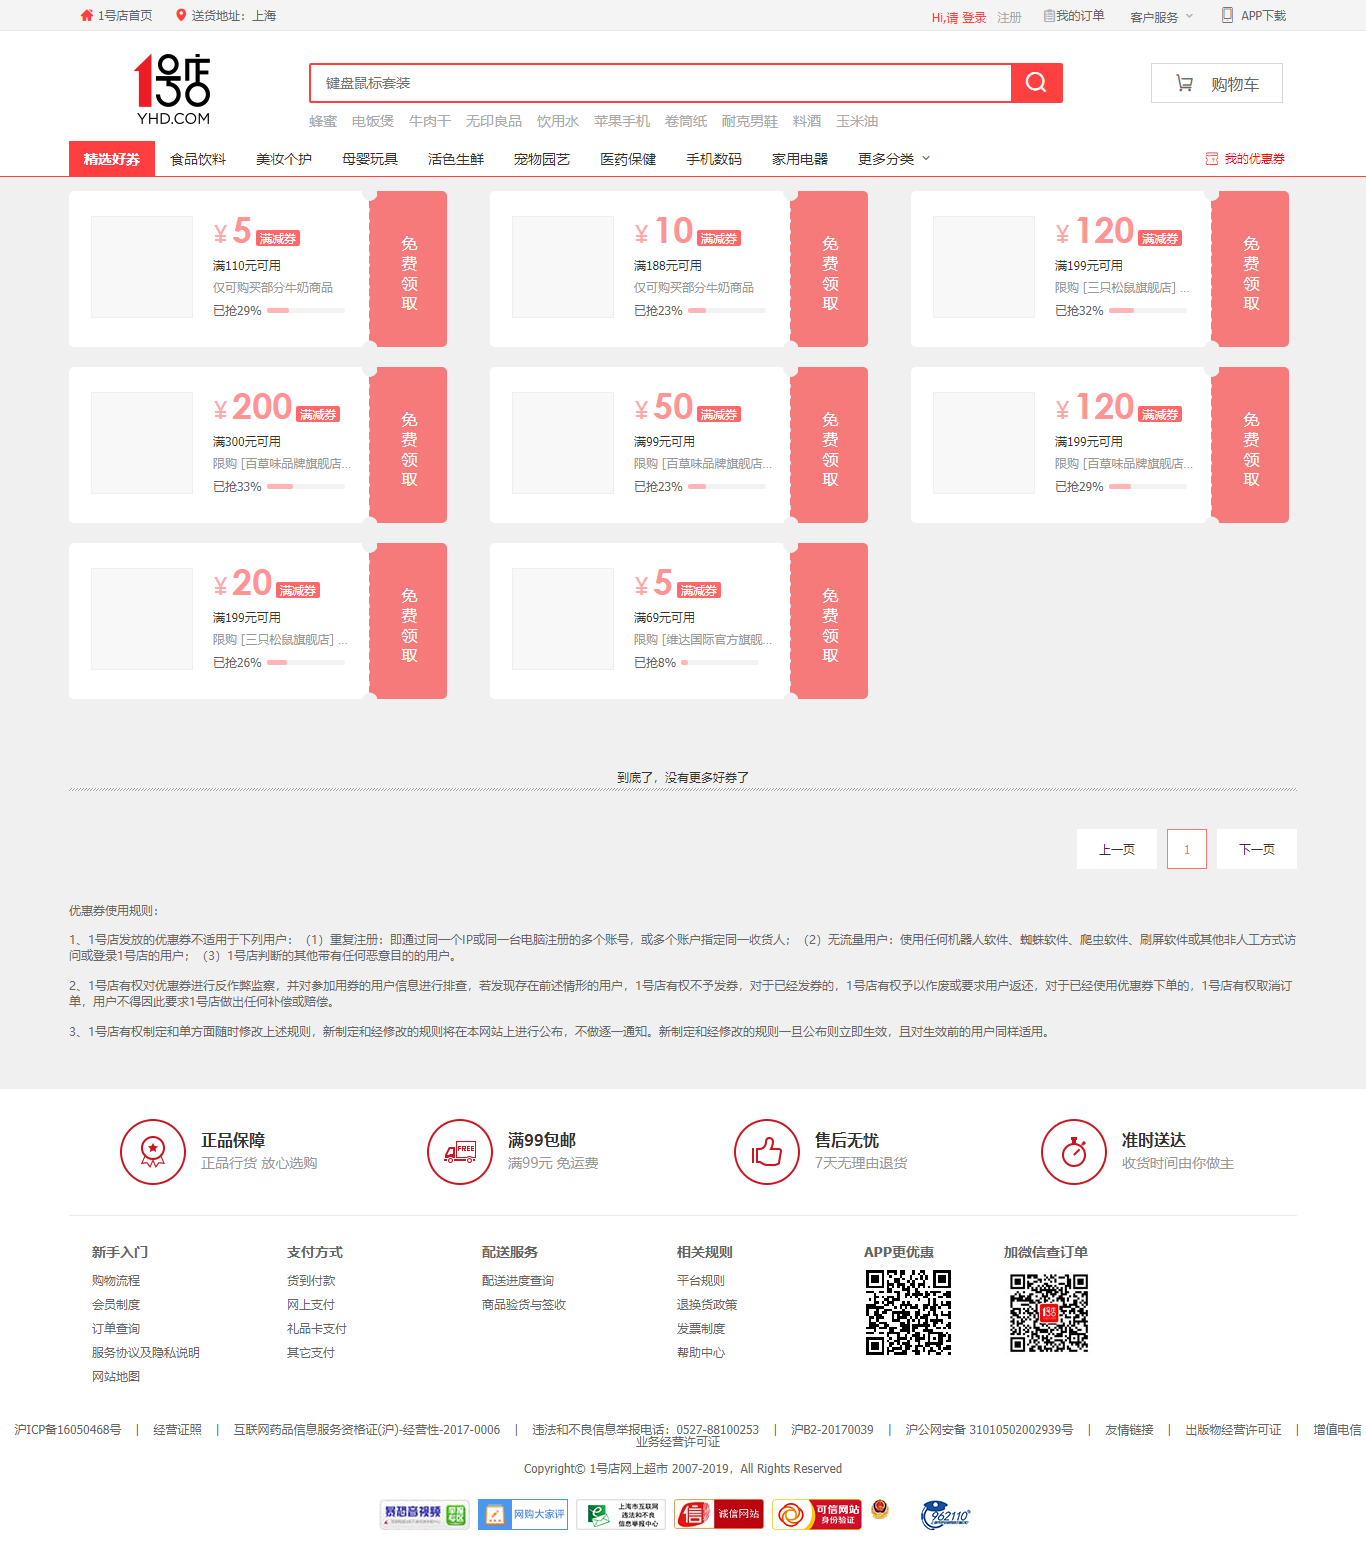 1号店首页 送货地址：上海 Hi,请 登录 注册 我的订单 客户服务 APP下载
1号店
YHD.COM
键盘鼠标套装
购物车
蜂蜜 电饭煲 牛肉干 无印良品 饮用水 苹果手机 卷筒纸 耐克男鞋 料酒 玉米油
精选好券 食品饮料 美妆个护 母婴玩具 活色生鲜 宠物园艺 医药保健 手机数码 家用电器 更多分类 我的优惠券
¥ 5 满减券
满110元可用
仅可购买部分牛奶商品
已抢29%
免费领取
¥ 10 满减券
满188元可用
仅可购买部分牛奶商品
已抢23%
免费领取
¥ 120 满减券
满199元可用
限购 [三只松鼠旗舰店] ...
已抢32%
免费领取
¥ 200 满减券
满300元可用
限购 [百草味品牌旗舰店...
已抢33%
免费领取
¥ 50 满减券
满99元可用
限购 [百草味品牌旗舰店...
已抢23%
免费领取
¥ 120 满减券
满199元可用
限购 [百草味品牌旗舰店...
已抢29%
免费领取
¥ 20 满减券
满199元可用
限购 [三只松鼠旗舰店] ...
已抢26%
免费领取
¥ 5 满减券
满69元可用
限购 [维达国际官方旗舰...
已抢8%
免费领取
到底了，没有更多好券了
上一页 1 下一页
优惠券使用规则：
1、1号店发放的优惠券不适用于下列用户：（1）重复注册：即通过同一个IP或同一台电脑注册的多个账号，或多个账户指定同一收货人；（2）无流量用户：使用任何机器人软件、蜘蛛软件、爬虫软件、刷屏软件或其他非人工方式访
问或登录1号店的用户；（3）1号店判断的其他带有任何恶意目的的用户。
2、1号店有权对优惠券进行反作弊监察，并对参加用券的用户信息进行排查，若发现存在前述情形的用户，1号店有权不予发券，对于已经发券的，1号店有权予以作废或要求用户返还，对于已经使用优惠券下单的，1号店有权取消订
单，用户不得因此要求1号店做出任何补偿或赔偿。
3、1号店有权制定和单方面随时修改上述规则，新制定和经修改的规则将在本网站上进行公布，不做逐一通知。新制定和经修改的规则一旦公布则立即生效，且对生效前的用户同样适用。
正品保障
正品行货 放心选购
FREE
满99包邮
满99元 免运费
售后无忧
7天无理由退货
准时送达
收货时间由你做主
新手入门
购物流程
会员制度
订单查询
服务协议及隐私说明
网站地图
支付方式
货到付款
网上支付
礼品卡支付
其它支付
配送服务
配送进度查询
商品验货与签收
相关规则
平台规则
退换货政策
发票制度
帮助中心
APP更优惠
加微信查订单
沪ICP备16050468号 | 经营证照 | 互联网药品信息服务资格证(沪)-经营性-2017-0006 | 违法和不良信息举报电话：0527-88100253 | 沪B2-20170039 | 沪公网安备 31010502002939号 | 友情链接 | 出版物经营许可证 | 增值电信
业务经营许可证
Copyright© 1号店网上超市 2007-2019，All Rights Reserved
暴恐音视频 举报专区
网购大家评
上海市互联网
违法和不良
信息举报中心
信 诚信网站
可信网站
身份验证
962110